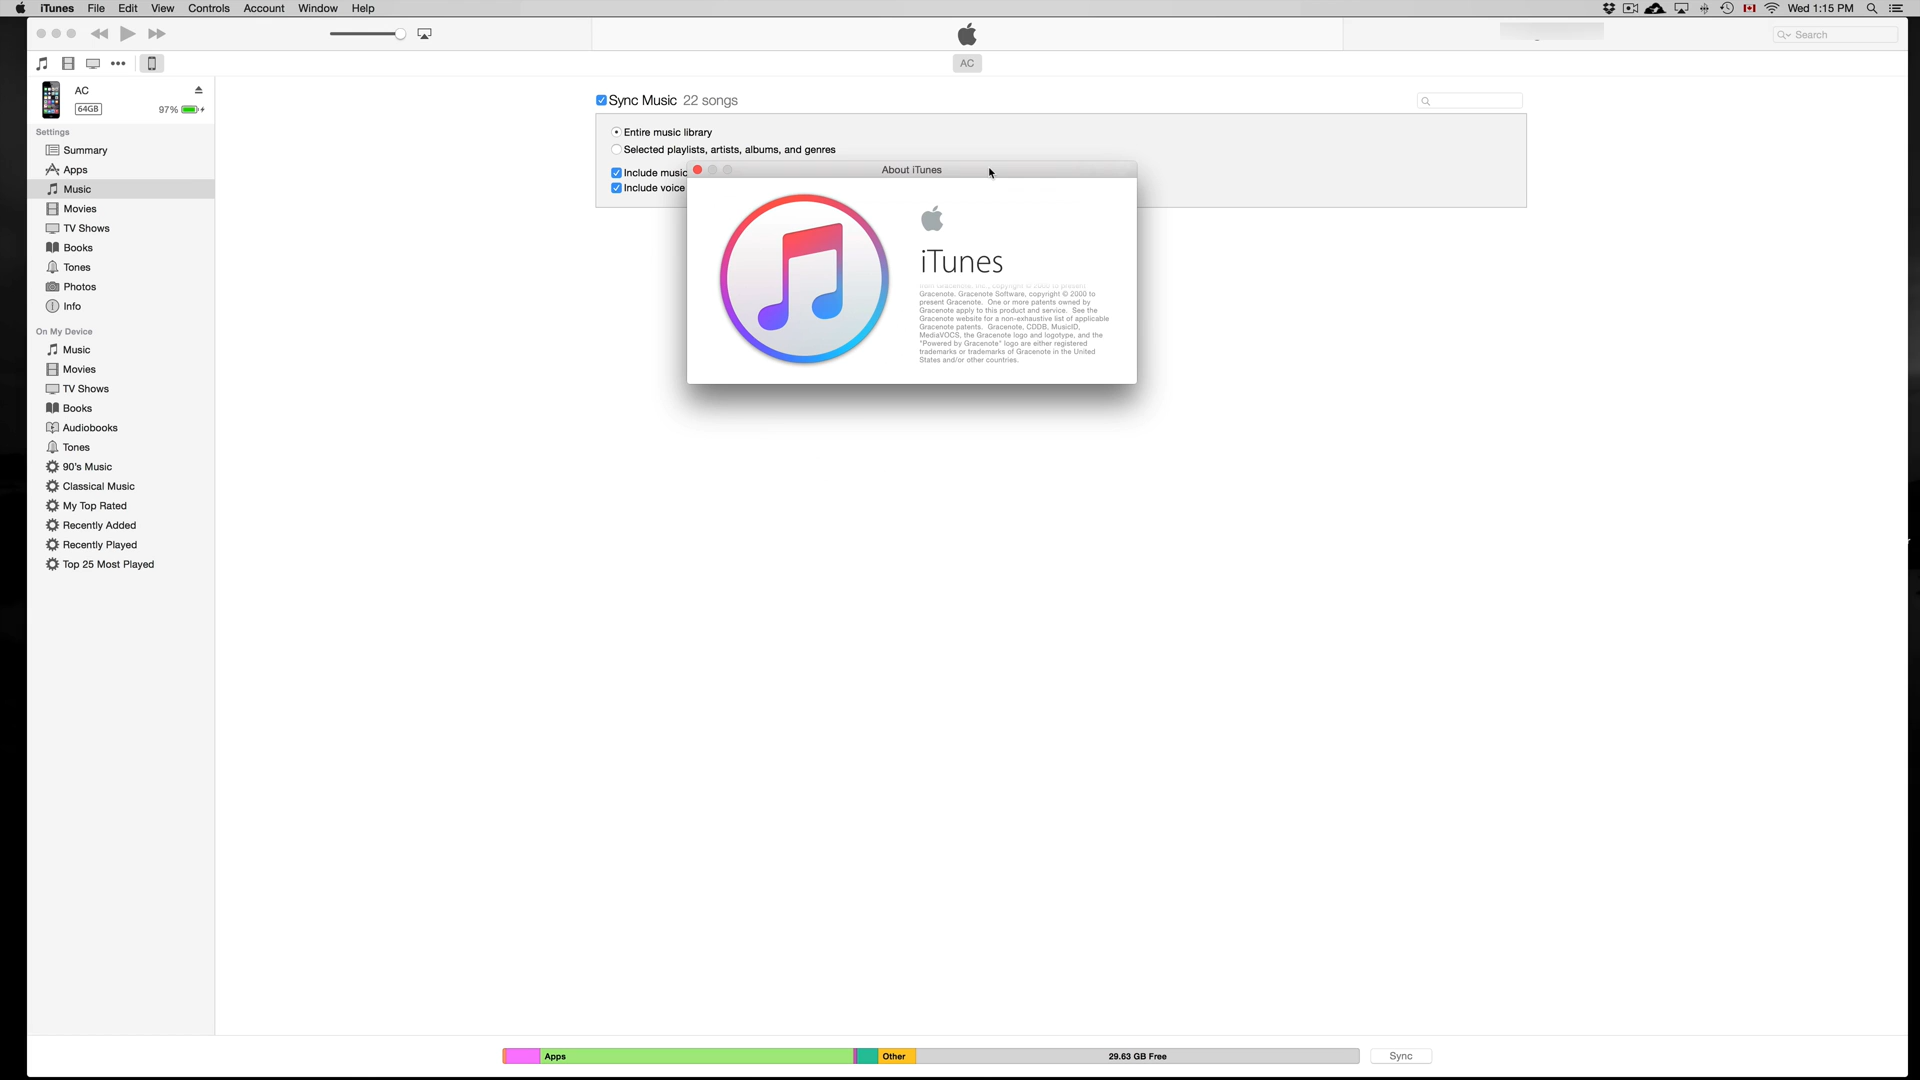 iTunes File Edit View Controls Account Window Help
Wed 1:15 PM
Search
AC
AC
64GB
97%
Settings
Summary
Apps
Music
Movies
TV Shows
Books
Tones
Photos
Info
On My Device
Music
Movies
TV Shows
Books
Audiobooks
Tones
90's Music
Classical Music
My Top Rated
Recently Added
Recently Played
Top 25 Most Played
Sync Music 22 songs
Entire music library
Selected playlists, artists, albums, and genres
Include music
Include voice
About iTunes
iTunes
Gracenote. Gracenote Software, copyright © 2000 to
present Gracenote. One or more patents owned by
Gracenote apply to this product and service. See the
Gracenote website for a non-exhaustive list of applicable
Gracenote patents. Gracenote, CDDB, MusicID,
MediaVOCS, the Gracenote logo and logotype, and the
"Powered by Gracenote" logo are either registered
trademarks or trademarks of Gracenote in the United
States and/or other countries.
Apps
Other
29.63 GB Free
Sync